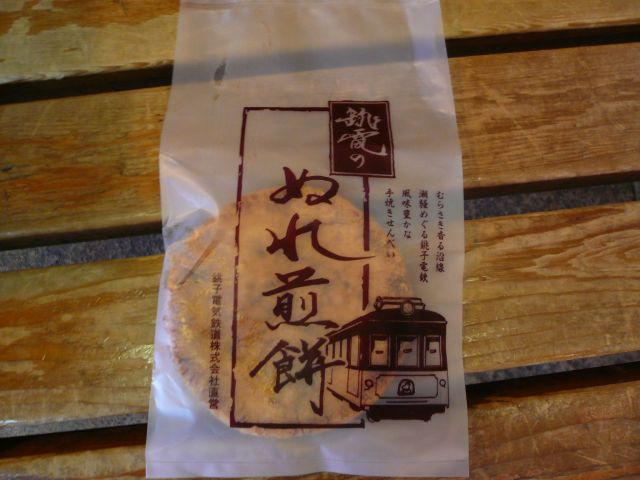 銚電の
ぬれ煎餅
むらさき香る沿線
潮騒めぐる銚子電鉄
風味豊かな
手焼きせんべい
銚子電気鉄道株式会社直営